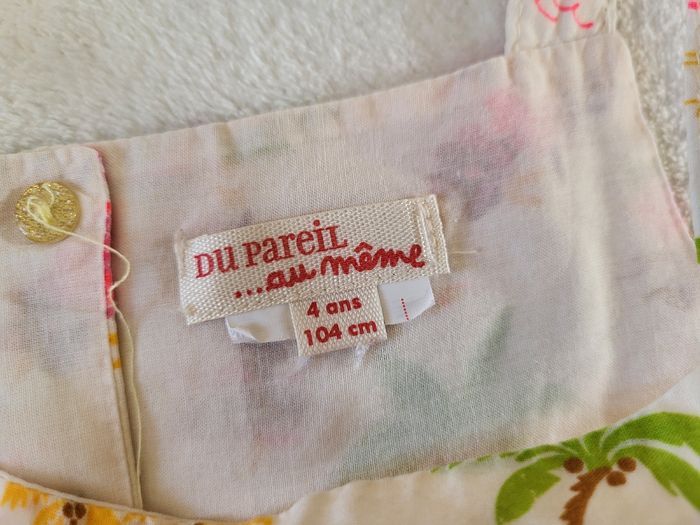 DU PAREIL
...au même
4 ans
104 cm